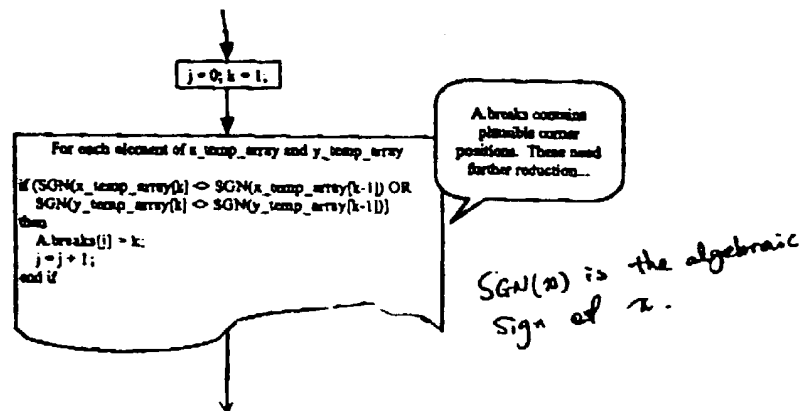 j = 0; k = 1;
For each element of x_temp_array and y_temp_array
if (SGN(x_temp_array[k] <> SGN(x_temp_array[k-1]) OR
SGN(y_temp_array[k] <> SGN(y_temp_array[k-1])}
then
A.breaks[j] = k;
j = j + 1;
end if
A.breaks contains
plausible corner
positions. These need
further reduction...
SGN(x) is the algebraic
sign of x.